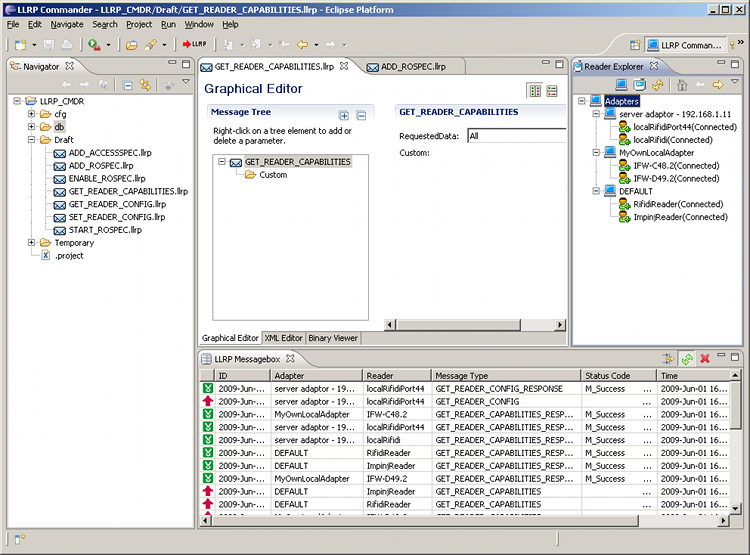 LLRP Commander - LLRP_CMDR/Draft/GET_READER_CAPABILITIES.llrp - Eclipse Platform
File Edit Navigate Search Project Run Window Help
LLRP
LLRP Comman...
Navigator
LLRP_CMDR
cfg
db
Draft
ADD_ACCESSSPEC.llrp
ADD_ROSPEC.llrp
ENABLE_ROSPEC.llrp
GET_READER_CAPABILITIES.llrp
GET_READER_CONFIG.llrp
SET_READER_CONFIG.llrp
START_ROSPEC.llrp
Temporary
.project
GET_READER_CAPABILITIES.llrp
ADD_ROSPEC.llrp
Graphical Editor
Message Tree
Right-click on a tree element to add or
delete a parameter.
GET_READER_CAPABILITIES
Custom
GET_READER_CAPABILITIES
RequestedData: All
Custom:
Graphical Editor XML Editor Binary Viewer
Reader Explorer
Adapters
server adaptor - 192.168.1.11
localRifidiPort44(Connected)
localRifidi(Connected)
MyOwnLocalAdapter
IFW-C48.2(Connected)
IFW-D49.2(Connected)
DEFAULT
RifidiReader(Connected)
ImpinjReader(Connected)
LLRP Messagebox
ID Adapter Reader Message Type Status Code Time
2009-Jun-... server adaptor - 19... localRifidiPort44 GET_READER_CONFIG_RESPONSE M_Success ... 2009-Jun-01 16...
2009-Jun-... server adaptor - 19... localRifidiPort44 GET_READER_CONFIG ... 2009-Jun-01 16...
2009-Jun-... MyOwnLocalAdapter IFW-C48.2 GET_READER_CAPABILITIES_RESP... M_Success ... 2009-Jun-01 16...
2009-Jun-... server adaptor - 19... localRifidiPort44 GET_READER_CAPABILITIES_RESP... M_Success ... 2009-Jun-01 16...
2009-Jun-... server adaptor - 19... localRifidi GET_READER_CAPABILITIES_RESP... M_Success ... 2009-Jun-01 16...
2009-Jun-... DEFAULT RifidiReader GET_READER_CAPABILITIES_RESP... M_Success ... 2009-Jun-01 16...
2009-Jun-... DEFAULT ImpinjReader GET_READER_CAPABILITIES_RESP... M_Success ... 2009-Jun-01 16...
2009-Jun-... MyOwnLocalAdapter IFW-D49.2 GET_READER_CAPABILITIES_RESP... M_Success ... 2009-Jun-01 16...
2009-Jun-... DEFAULT ImpinjReader GET_READER_CAPABILITIES ... 2009-Jun-01 16...
2009-Jun-... DEFAULT RifidiReader GET_READER_CAPABILITIES ... 2009-Jun-01 16...